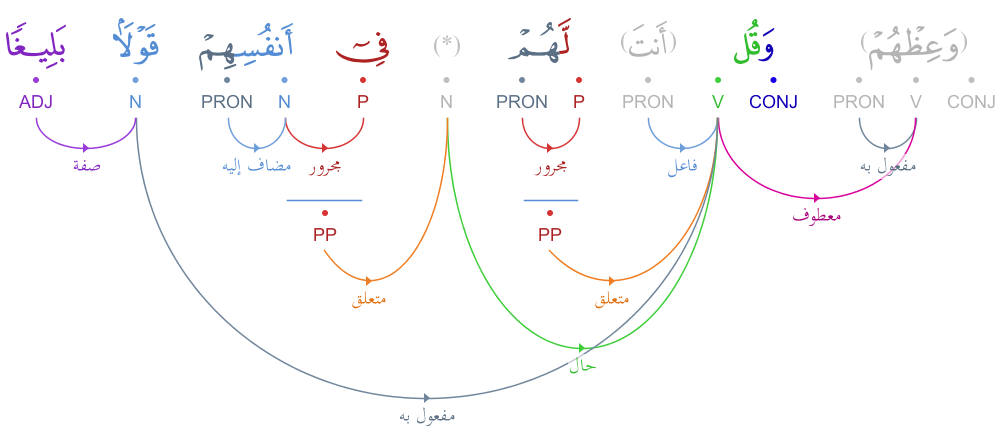 (وَعِظْهُمْ) وَقُل (أَنتَ) لَّهُمْ (*) فِىٓ أَنفُسِهِمْ قَوْلًۢا بَلِيغًا
CONJ V PRON CONJ V PRON P PRON N P N PRON N ADJ
مفعول به فاعل مجرور مجرور مضاف إليه صفة
معطوف
PP PP
متعلق متعلق
حال
مفعول به